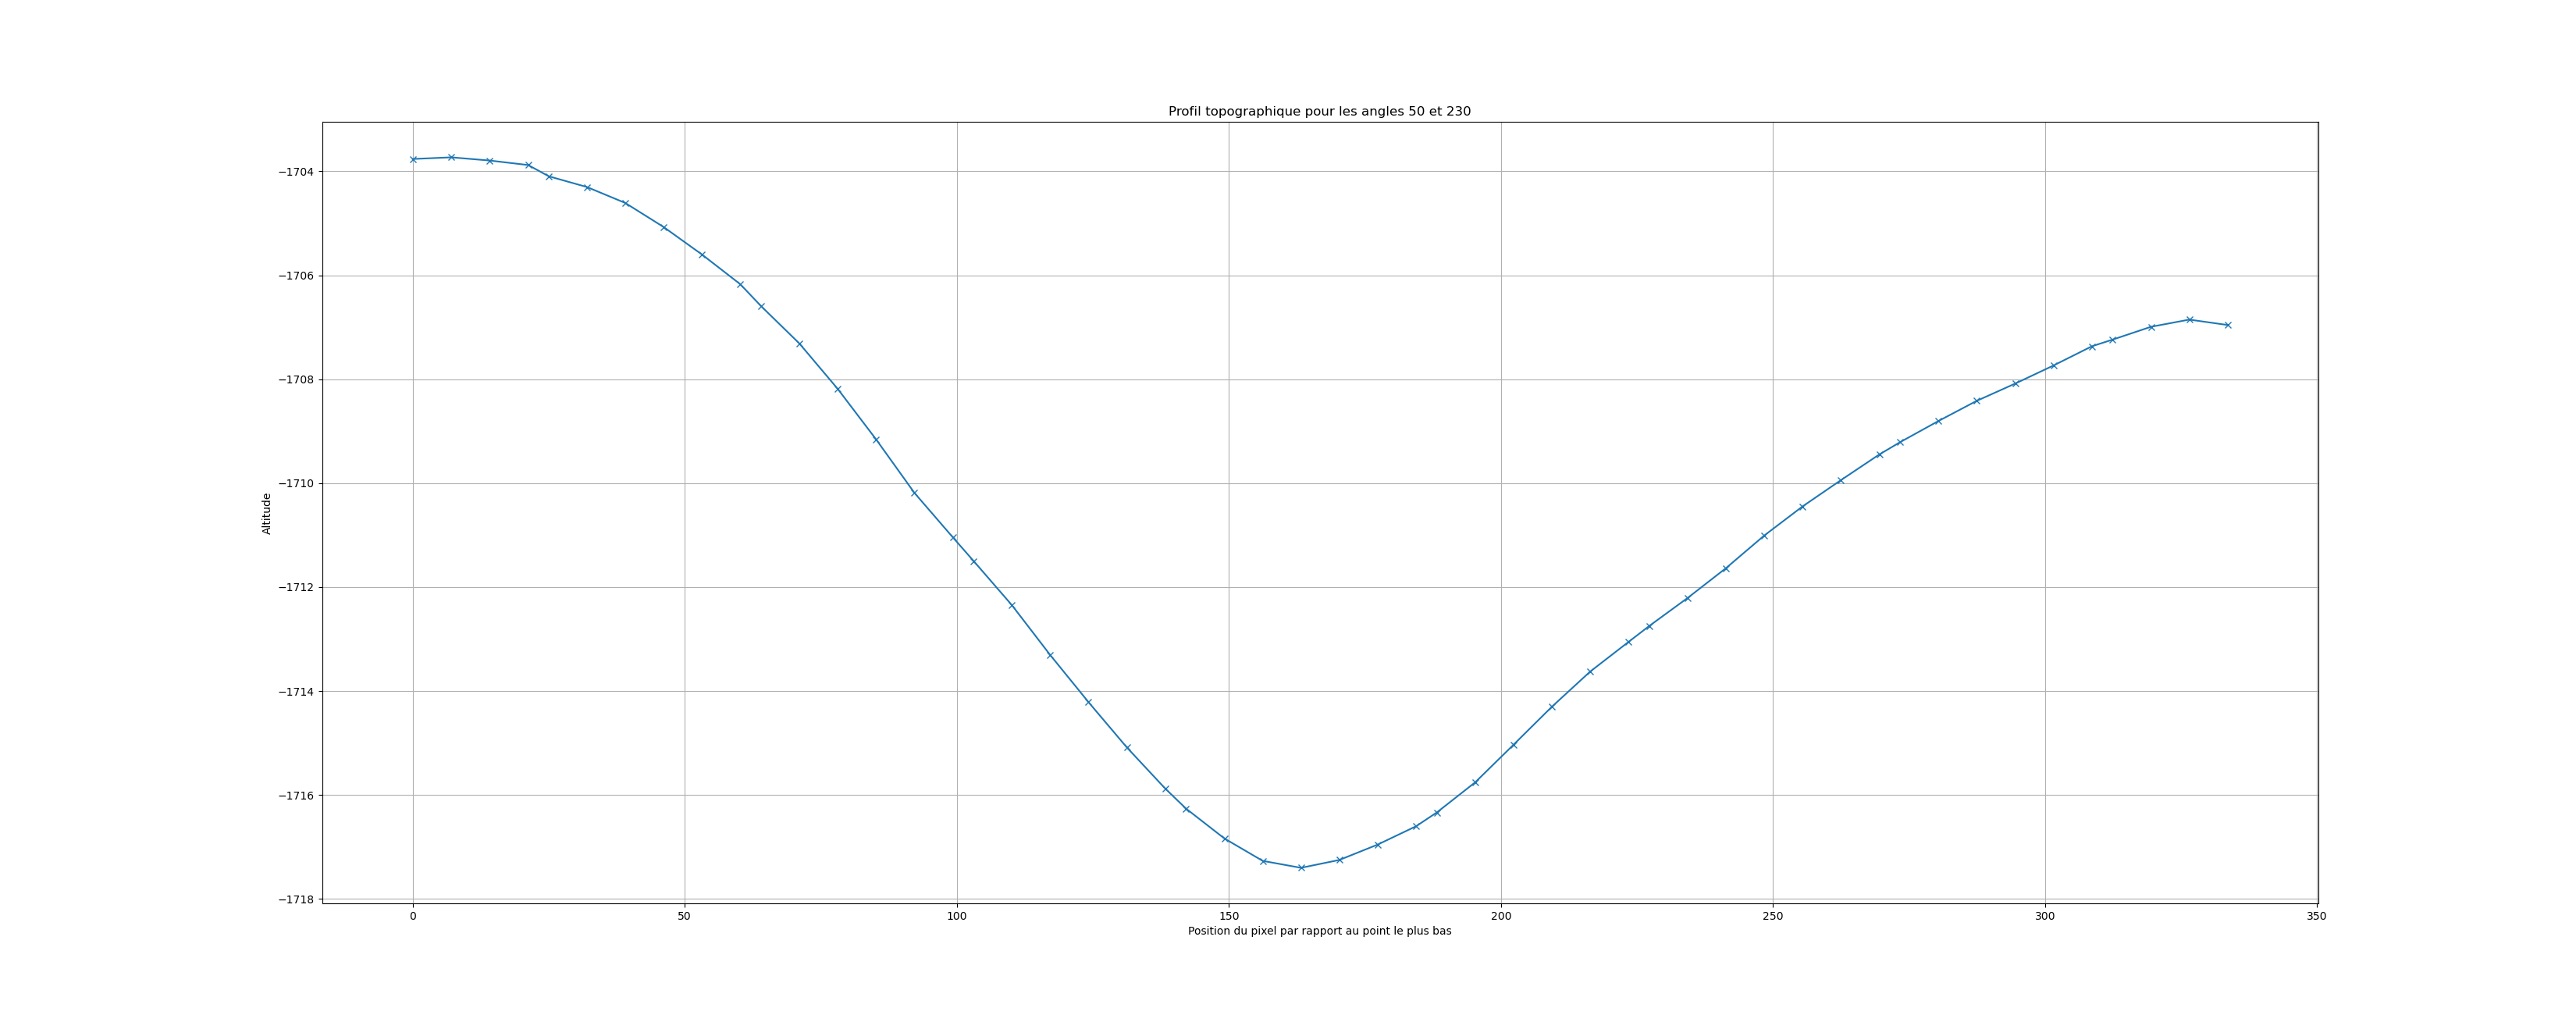 Profil topographique pour les angles 50 et 230
Altitude
−1704
−1706
−1708
−1710
−1712
−1714
−1716
−1718
0 50 100 150 200 250 300 350
Position du pixel par rapport au point le plus bas